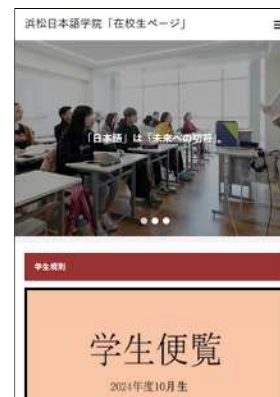 浜松日本語学院「在校生ページ」
「日本語」は「未来への切符」。
学生規則
学生便覧
2024年度10月生